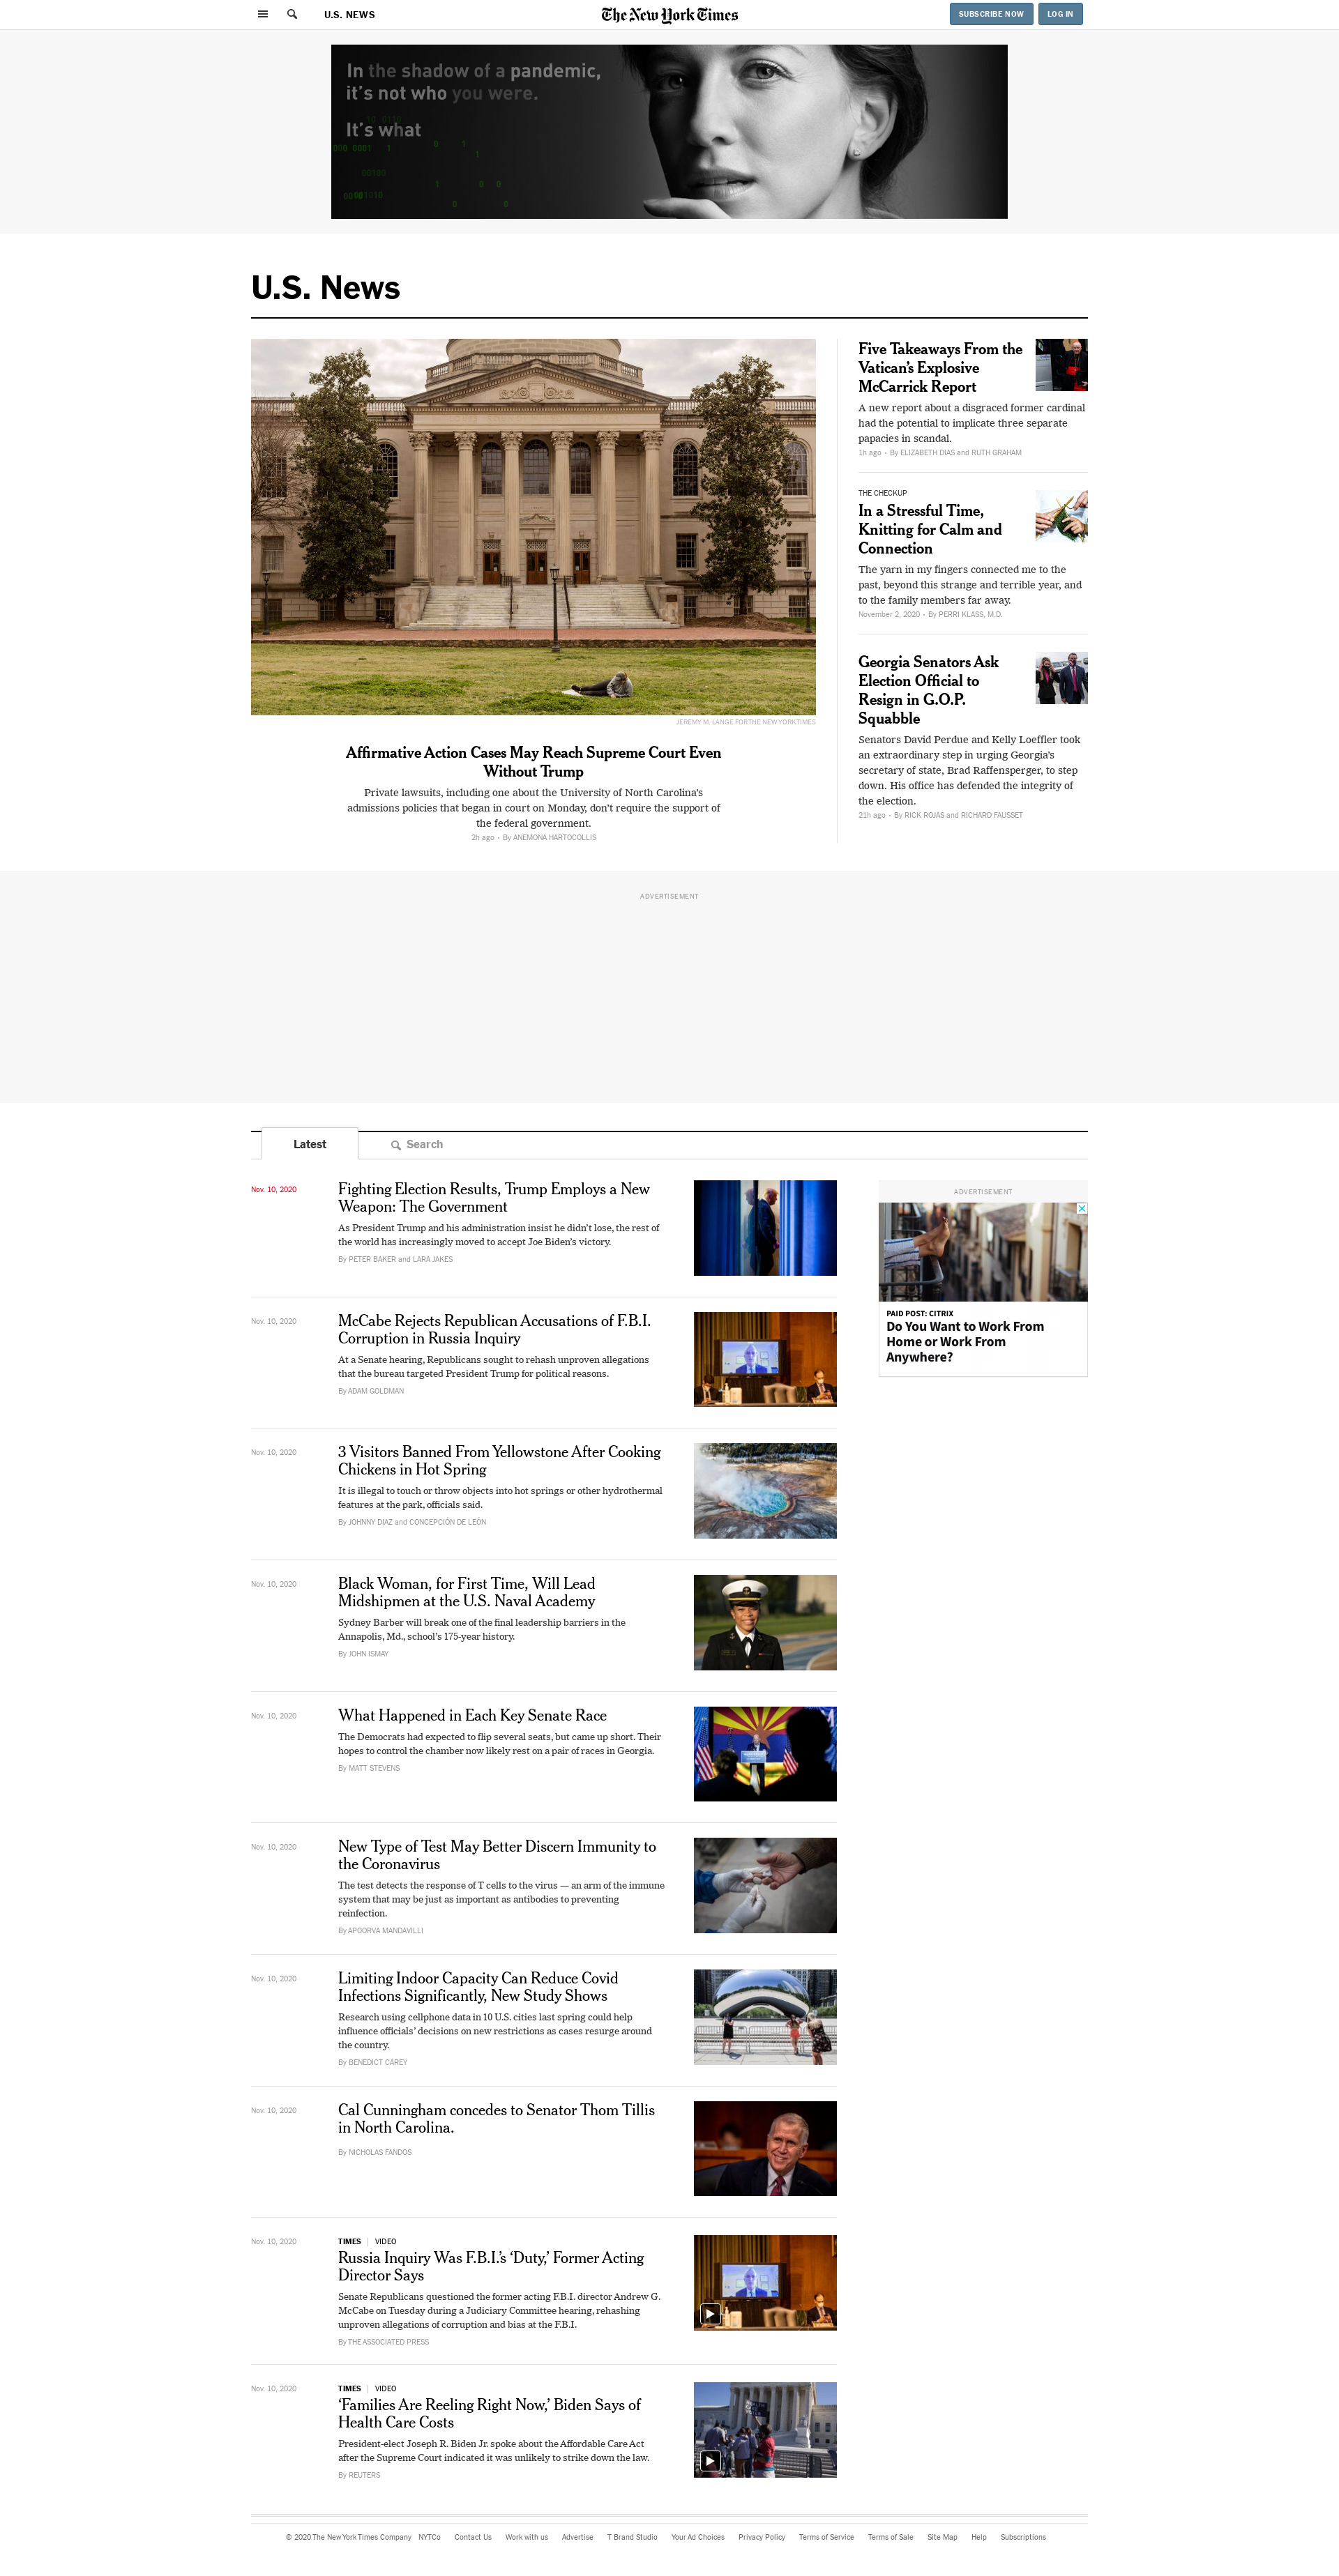 U.S. NEWS
The New York Times
SUBSCRIBE NOW
LOG IN
In the shadow of a pandemic,
it's not who you were.
It's what
U.S. News
JEREMY M. LANGE FOR THE NEW YORK TIMES
Affirmative Action Cases May Reach Supreme Court Even
Without Trump
Private lawsuits, including one about the University of North Carolina's
admissions policies that began in court on Monday, don't require the support of
the federal government.
2h ago • By ANEMONA HARTOCOLLIS
Five Takeaways From the
Vatican's Explosive
McCarrick Report
A new report about a disgraced former cardinal
had the potential to implicate three separate
papacies in scandal.
1h ago • By ELIZABETH DIAS and RUTH GRAHAM
THE CHECKUP
In a Stressful Time,
Knitting for Calm and
Connection
The yarn in my fingers connected me to the
past, beyond this strange and terrible year, and
to the family members far away.
November 2, 2020 • By PERRI KLASS, M.D.
Georgia Senators Ask
Election Official to
Resign in G.O.P.
Squabble
Senators David Perdue and Kelly Loeffler took
an extraordinary step in urging Georgia's
secretary of state, Brad Raffensperger, to step
down. His office has defended the integrity of
the election.
21h ago • By RICK ROJAS and RICHARD FAUSSET
ADVERTISEMENT
Latest
Search
Nov. 10, 2020
Fighting Election Results, Trump Employs a New
Weapon: The Government
As President Trump and his administration insist he didn't lose, the rest of
the world has increasingly moved to accept Joe Biden's victory.
By PETER BAKER and LARA JAKES
ADVERTISEMENT
PAID POST: CITRIX
Do You Want to Work From
Home or Work From
Anywhere?
Nov. 10, 2020
McCabe Rejects Republican Accusations of F.B.I.
Corruption in Russia Inquiry
At a Senate hearing, Republicans sought to rehash unproven allegations
that the bureau targeted President Trump for political reasons.
By ADAM GOLDMAN
Nov. 10, 2020
3 Visitors Banned From Yellowstone After Cooking
Chickens in Hot Spring
It is illegal to touch or throw objects into hot springs or other hydrothermal
features at the park, officials said.
By JOHNNY DIAZ and CONCEPCIÓN DE LEÓN
Nov. 10, 2020
Black Woman, for First Time, Will Lead
Midshipmen at the U.S. Naval Academy
Sydney Barber will break one of the final leadership barriers in the
Annapolis, Md., school's 175-year history.
By JOHN ISMAY
Nov. 10, 2020
What Happened in Each Key Senate Race
The Democrats had expected to flip several seats, but came up short. Their
hopes to control the chamber now likely rest on a pair of races in Georgia.
By MATT STEVENS
Nov. 10, 2020
New Type of Test May Better Discern Immunity to
the Coronavirus
The test detects the response of T cells to the virus — an arm of the immune
system that may be just as important as antibodies to preventing
reinfection.
By APOORVA MANDAVILLI
Nov. 10, 2020
Limiting Indoor Capacity Can Reduce Covid
Infections Significantly, New Study Shows
Research using cellphone data in 10 U.S. cities last spring could help
influence officials' decisions on new restrictions as cases resurge around
the country.
By BENEDICT CAREY
Nov. 10, 2020
Cal Cunningham concedes to Senator Thom Tillis
in North Carolina.
By NICHOLAS FANDOS
Nov. 10, 2020
TIMES | VIDEO
Russia Inquiry Was F.B.I.'s 'Duty,' Former Acting
Director Says
Senate Republicans questioned the former acting F.B.I. director Andrew G.
McCabe on Tuesday during a Judiciary Committee hearing, rehashing
unproven allegations of corruption and bias at the F.B.I.
By THE ASSOCIATED PRESS
Nov. 10, 2020
TIMES | VIDEO
'Families Are Reeling Right Now,' Biden Says of
Health Care Costs
President-elect Joseph R. Biden Jr. spoke about the Affordable Care Act
after the Supreme Court indicated it was unlikely to strike down the law.
By REUTERS
© 2020 The New York Times Company NYTCo Contact Us Work with us Advertise T Brand Studio Your Ad Choices Privacy Policy Terms of Service Terms of Sale Site Map Help Subscriptions